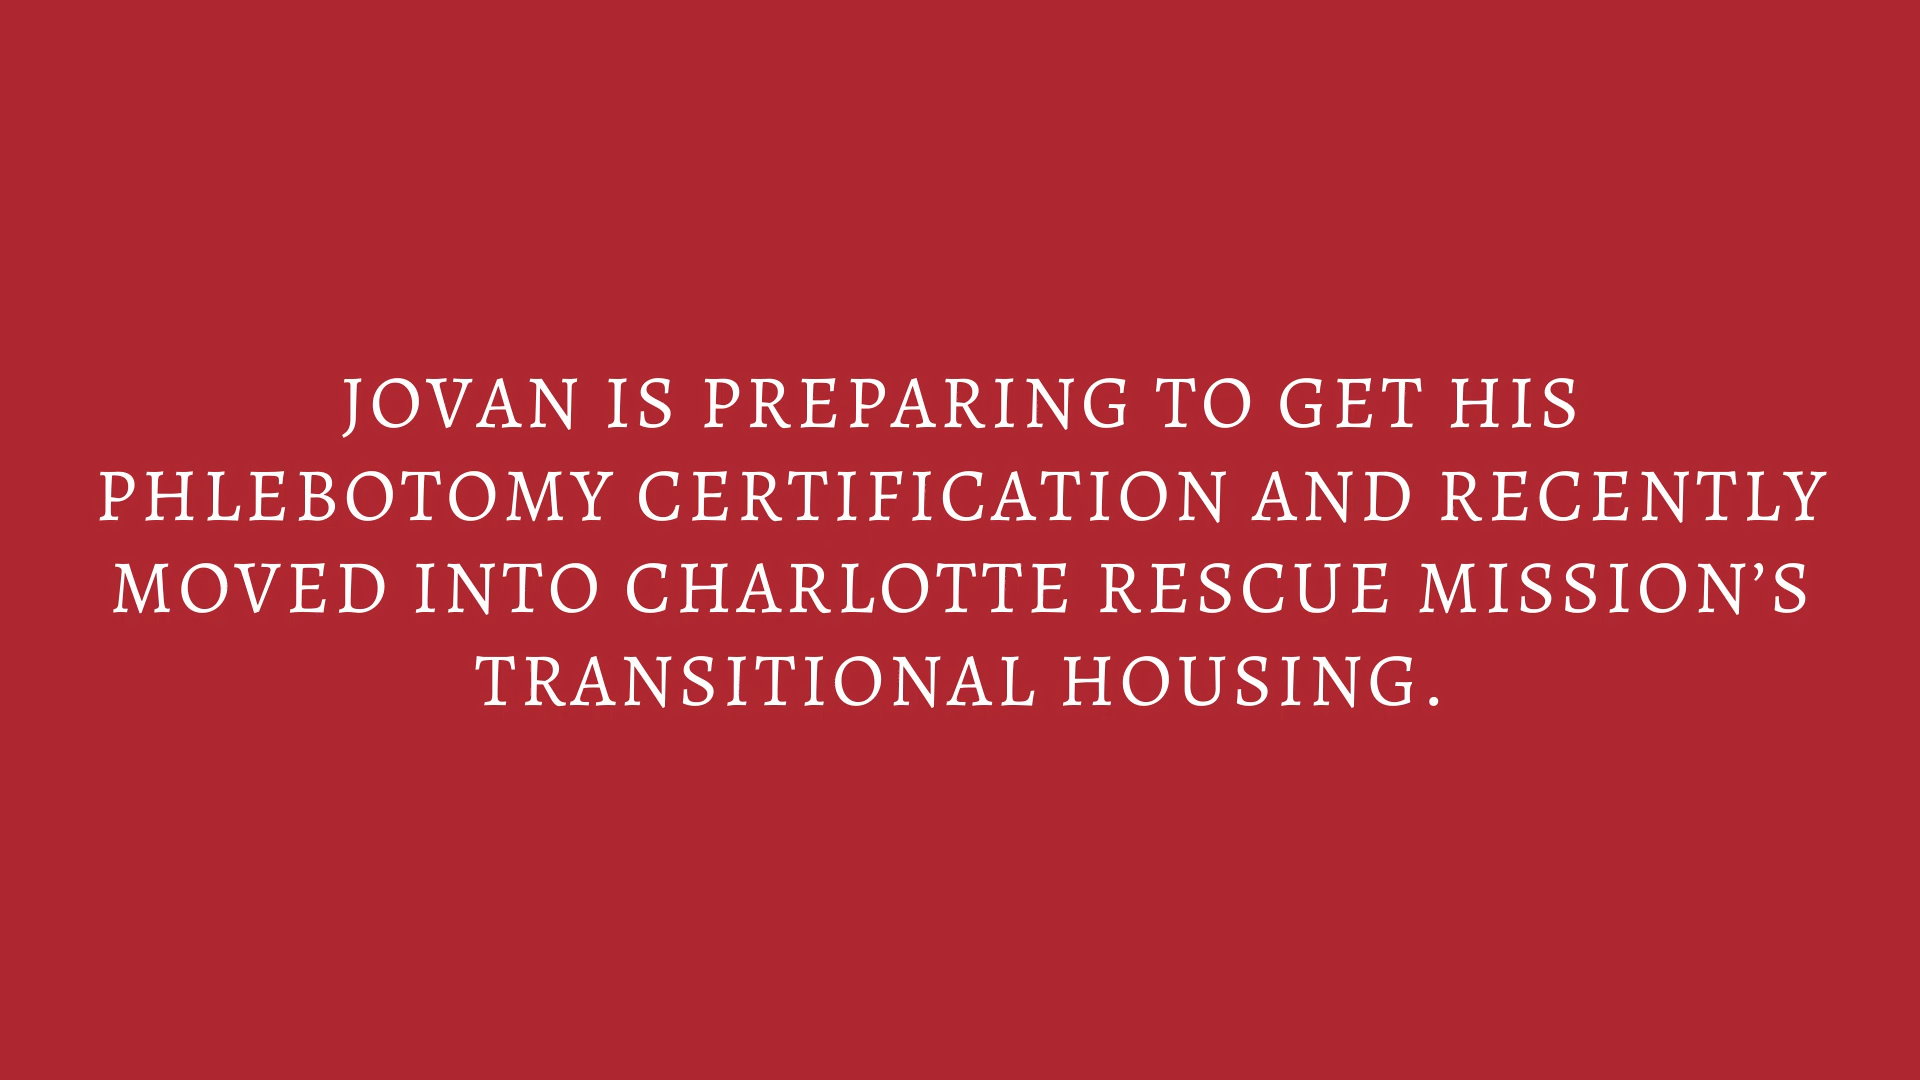 JOVAN IS PREPARING TO GET HIS
PHLEBOTOMY CERTIFICATION AND RECENTLY
MOVED INTO CHARLOTTE RESCUE MISSION’S
TRANSITIONAL HOUSING.